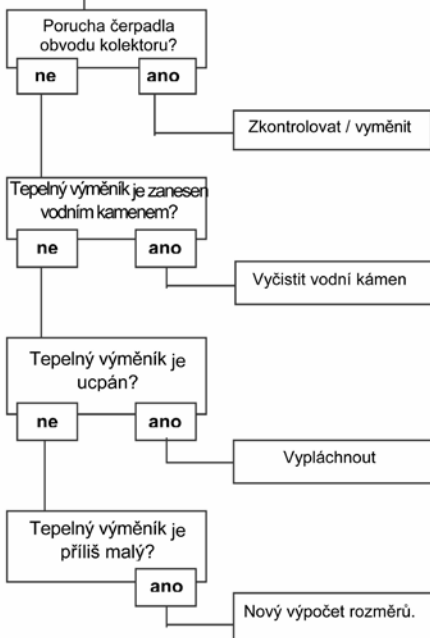 Porucha čerpadla
obvodu kolektoru?
ne ano
Zkontrolovat / vyměnit
Tepelný výměník je zanesen
vodním kamenem?
ne ano
Vyčistit vodní kámen
Tepelný výměník je
ucpán?
ne ano
Vypláchnout
Tepelný výměník je
příliš malý?
ano
Nový výpočet rozměrů.